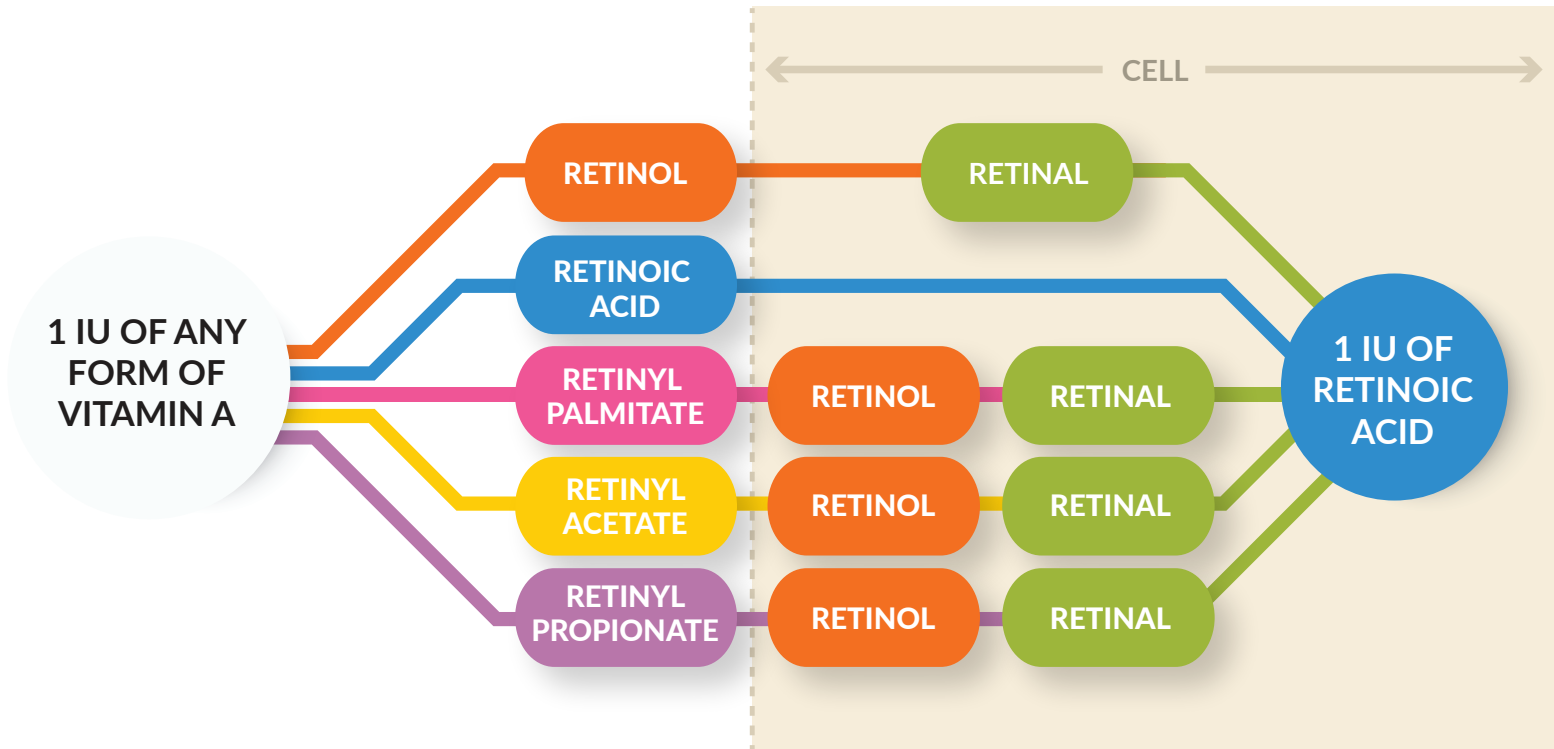 CELL
1 IU OF ANY
FORM OF
VITAMIN A
RETINOL
RETINAL
RETINOIC
ACID
RETINYL
PALMITATE
RETINOL
RETINAL
RETINYL
ACETATE
RETINOL
RETINAL
RETINYL
PROPIONATE
RETINOL
RETINAL
1 IU OF
RETINOIC
ACID